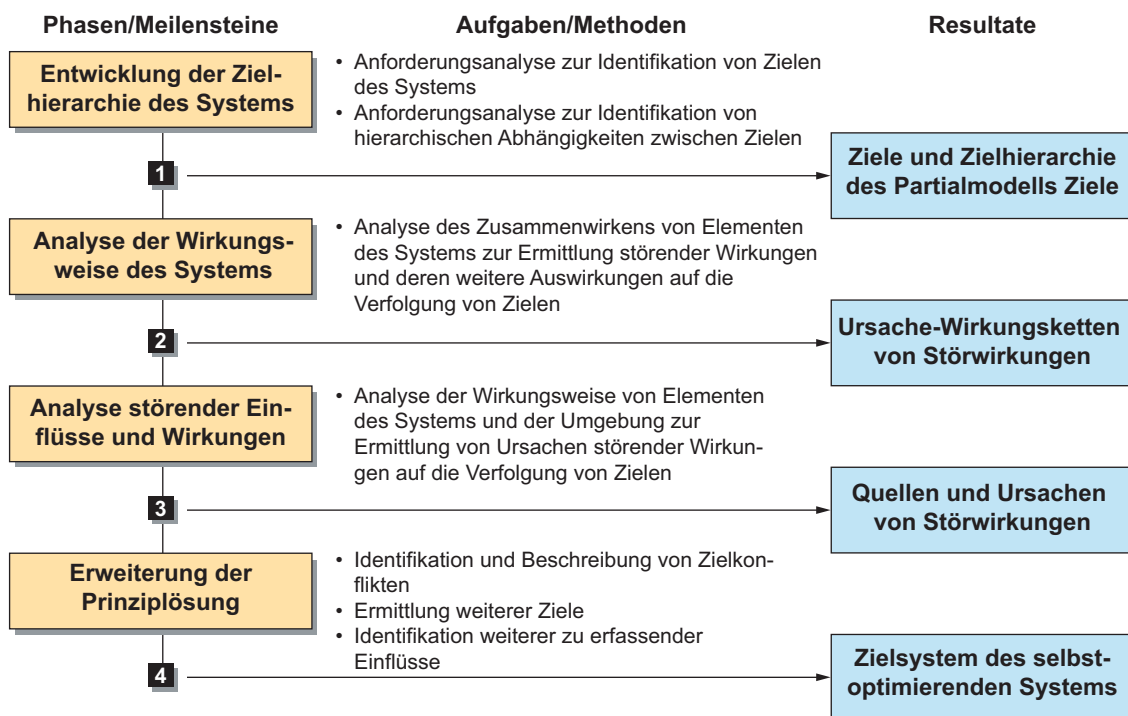 Phasen/Meilensteine
Aufgaben/Methoden
Resultate
Entwicklung der Ziel-
hierarchie des Systems
• Anforderungsanalyse zur Identifikation von Zielen
des Systems
• Anforderungsanalyse zur Identifikation von
hierarchischen Abhängigkeiten zwischen Zielen
1
Ziele und Zielhierarchie
des Partialmodells Ziele
Analyse der Wirkungs-
weise des Systems
• Analyse des Zusammenwirkens von Elementen
des Systems zur Ermittlung störender Wirkungen
und deren weitere Auswirkungen auf die
Verfolgung von Zielen
2
Ursache-Wirkungsketten
von Störwirkungen
Analyse störender Ein-
flüsse und Wirkungen
• Analyse der Wirkungsweise von Elementen
des Systems und der Umgebung zur
Ermittlung von Ursachen störender Wirkun-
gen auf die Verfolgung von Zielen
3
Quellen und Ursachen
von Störwirkungen
Erweiterung der
Prinziplösung
• Identifikation und Beschreibung von Zielkon-
flikten
• Ermittlung weiterer Ziele
• Identifikation weiterer zu erfassender
Einflüsse
4
Zielsystem des selbst-
optimierenden Systems